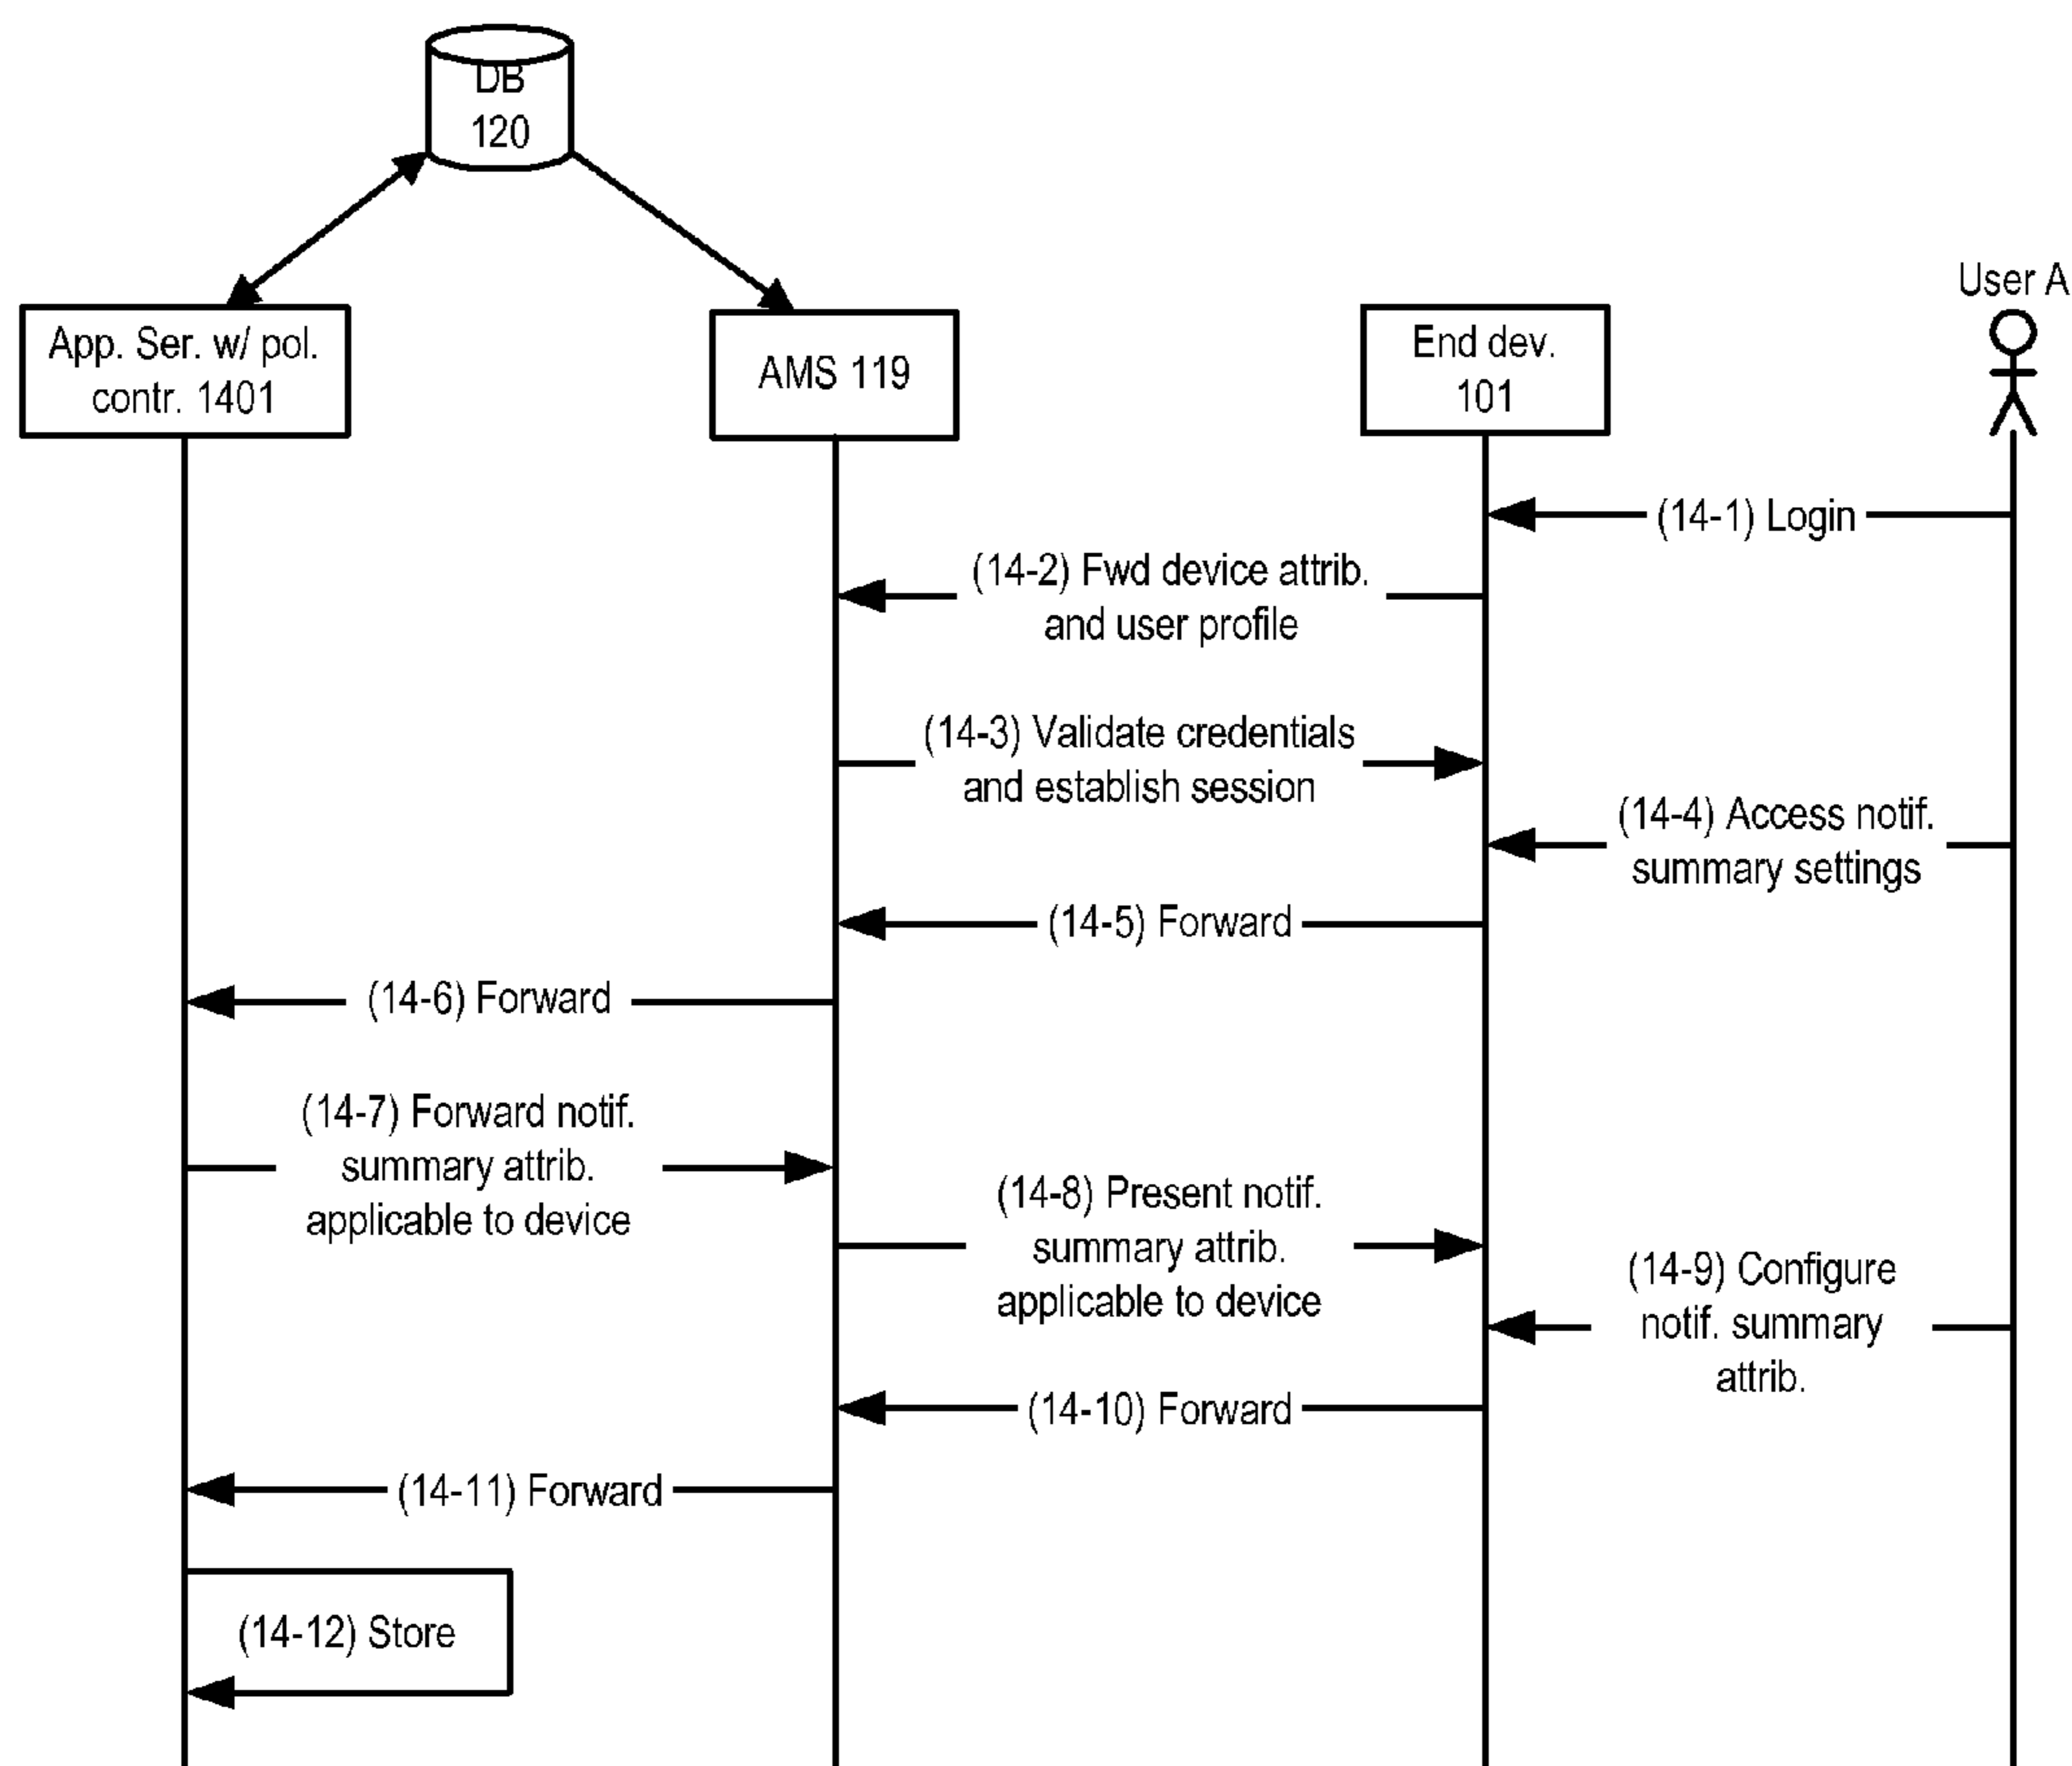 DB
120
User A
App. Ser. w/ pol.
contr. 1401
AMS 119
End dev.
101
(14-1) Login
(14-2) Fwd device attrib.
and user profile
(14-3) Validate credentials
and establish session
(14-4) Access notif.
summary settings
(14-5) Forward
(14-6) Forward
(14-7) Forward notif.
summary attrib.
applicable to device
(14-8) Present notif.
summary attrib.
applicable to device
(14-9) Configure
notif. summary
attrib.
(14-10) Forward
(14-11) Forward
(14-12) Store